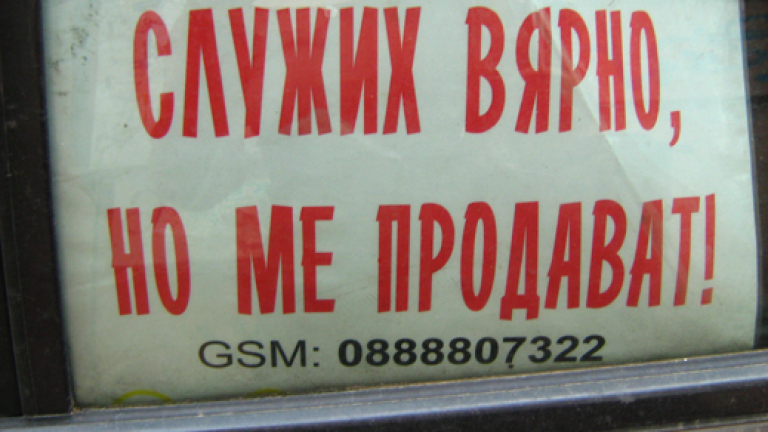 СЛУЖИХ ВЯРНО,
НО МЕ ПРОДАВАТ!
GSM: 0888807322